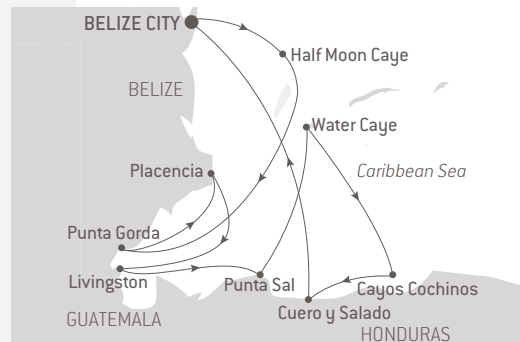 BELIZE CITY
Half Moon Caye
BELIZE
Water Caye
Placencia
Caribbean Sea
Punta Gorda
Livingston
Punta Sal
Cayos Cochinos
Cuero y Salado
GUATEMALA
HONDURAS